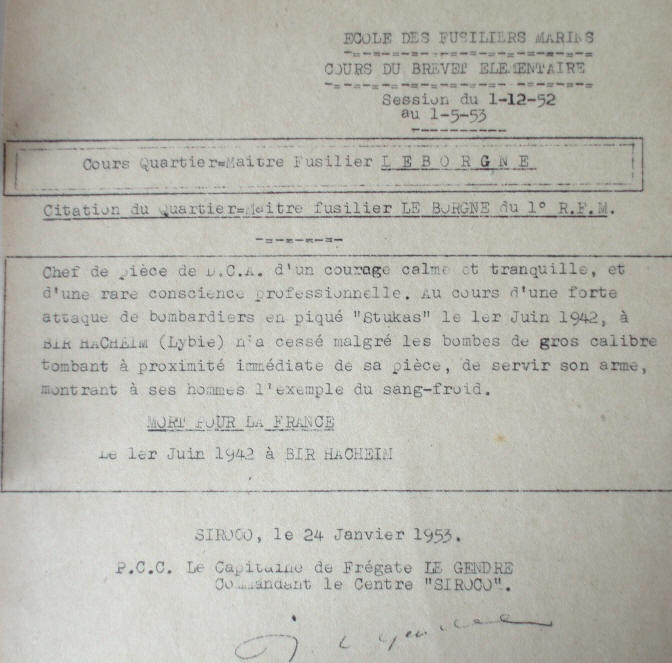 ECOLE DES FUSILIERS MARINS
-=-=-=-=-=-=-=-=-=-=-=-=-
COURS DU BREVET ELEMENTAIRE
-=-=-=-=-=-=-=-=-=-=-=-=-=-
Session du 1-12-52
au 1-5-53
----------
Cours Quartier=Maitre Fusilier L E B O R G N E
Citation du Quartier=Maitre fusilier LE BORGNE du 1° R.F.M.
-=-=-=-=-
Chef de pièce de D.C.A. d'un courage calme et tranquille, et
d'une rare conscience professionnelle. Au cours d'une forte
attaque de bombardiers en piqué "Stukas" le 1er Juin 1942, à
BIR HACHEIM (Lybie) n'a cessé malgré les bombes de gros calibre
tombant à proximité immédiate de sa pièce, de servir son arme,
montrant à ses hommes l'exemple du sang-froid.
MORT POUR LA FRANCE
Le 1er Juin 1942 à BIR HACHEIM
SIROCO, le 24 Janvier 1953.
P.C.C. Le Capitaine de Frégate LE GENDRE
Commandant le Centre "SIROCO".